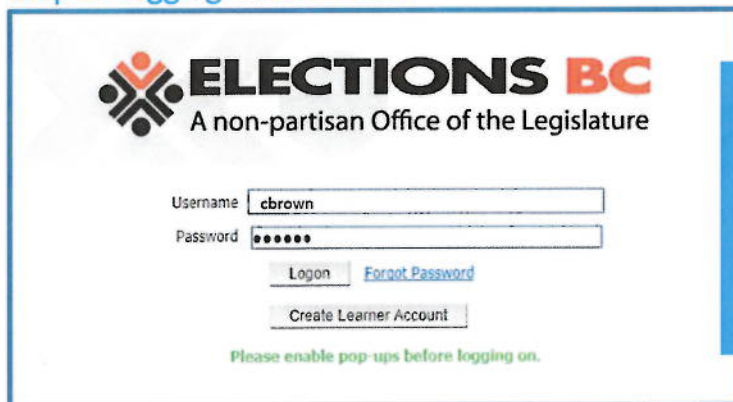 ELECTIONS BC
A non-partisan Office of the Legislature
Username cbrown
Password ••••••
Logon Forgot Password
Create Learner Account
Please enable pop-ups before logging on.